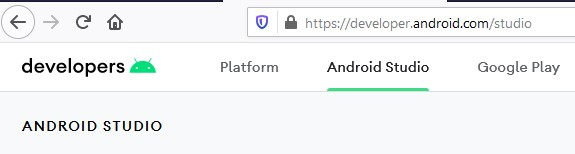 https://developer.android.com/studio
developers Platform Android Studio Google Play
ANDROID STUDIO